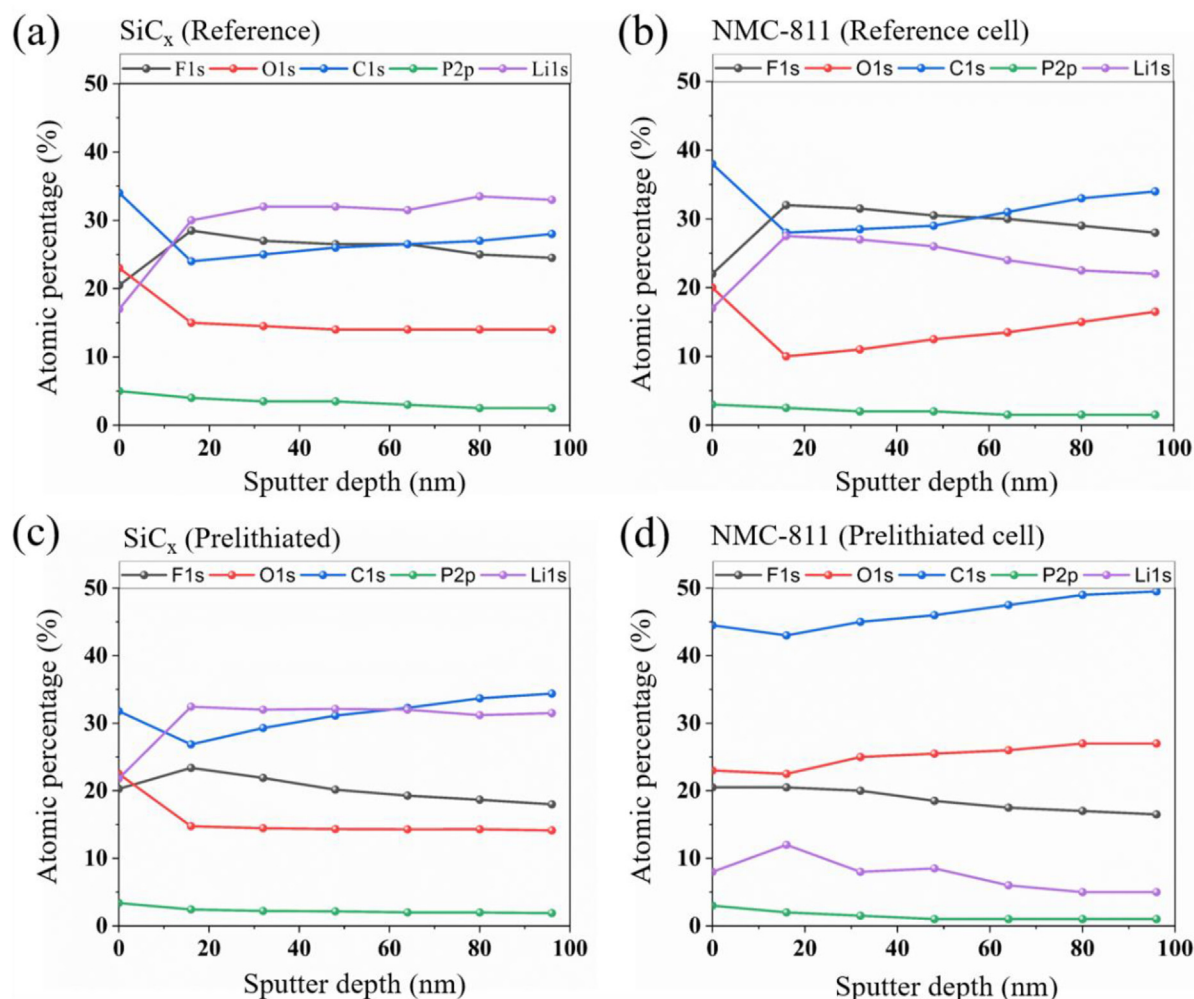 (a) SiCx (Reference)
F1s O1s C1s P2p Li1s
50
40
30
20
10
0
Atomic percentage (%)
0 20 40 60 80 100
Sputter depth (nm)
(b) NMC-811 (Reference cell)
F1s O1s C1s P2p Li1s
50
40
30
20
10
0
Atomic percentage (%)
0 20 40 60 80 100
Sputter depth (nm)
(c) SiCx (Prelithiated)
F1s O1s C1s P2p Li1s
50
40
30
20
10
0
Atomic percentage (%)
0 20 40 60 80 100
Sputter depth (nm)
(d) NMC-811 (Prelithiated cell)
F1s O1s C1s P2p Li1s
50
40
30
20
10
0
Atomic percentage (%)
0 20 40 60 80 100
Sputter depth (nm)